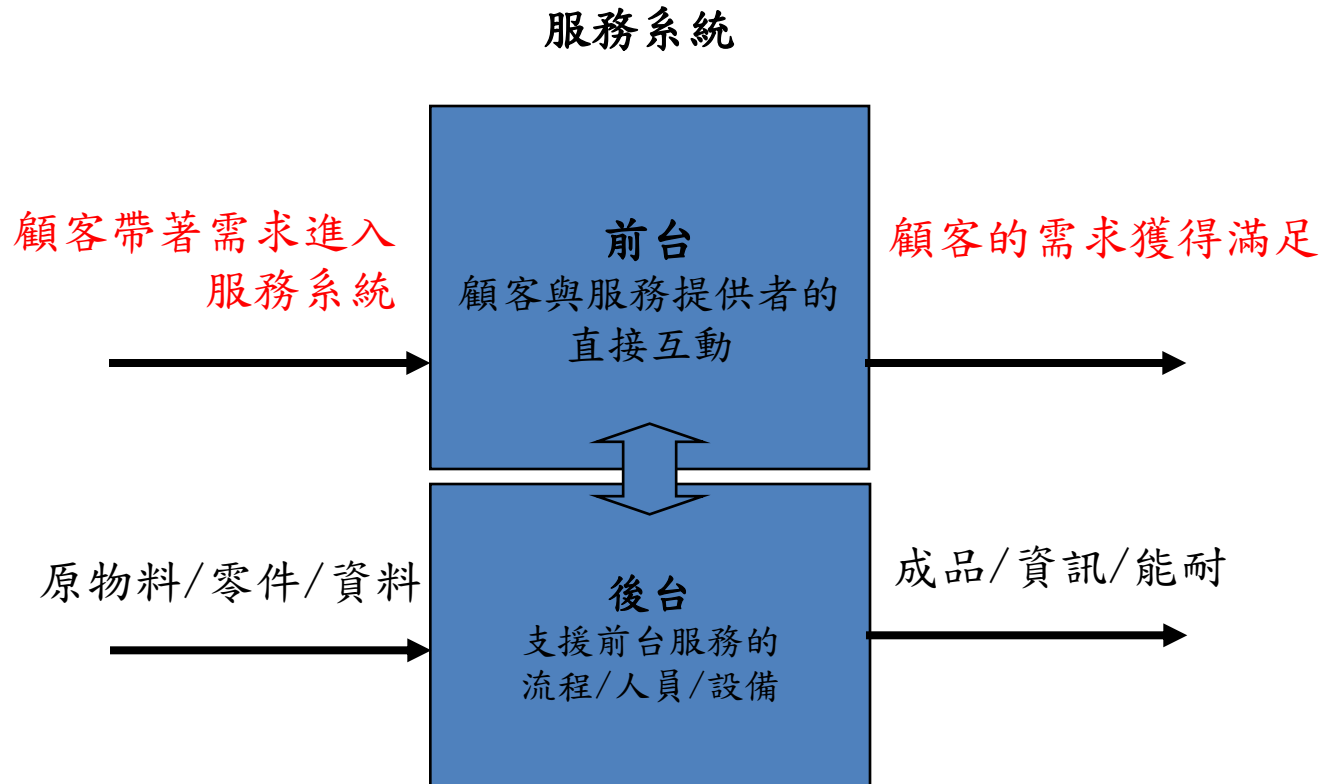 服務系統
顧客帶著需求進入
服務系統
前台
顧客與服務提供者的
直接互動
顧客的需求獲得滿足
原物料/零件/資料
後台
支援前台服務的
流程/人員/設備
成品/資訊/能耐